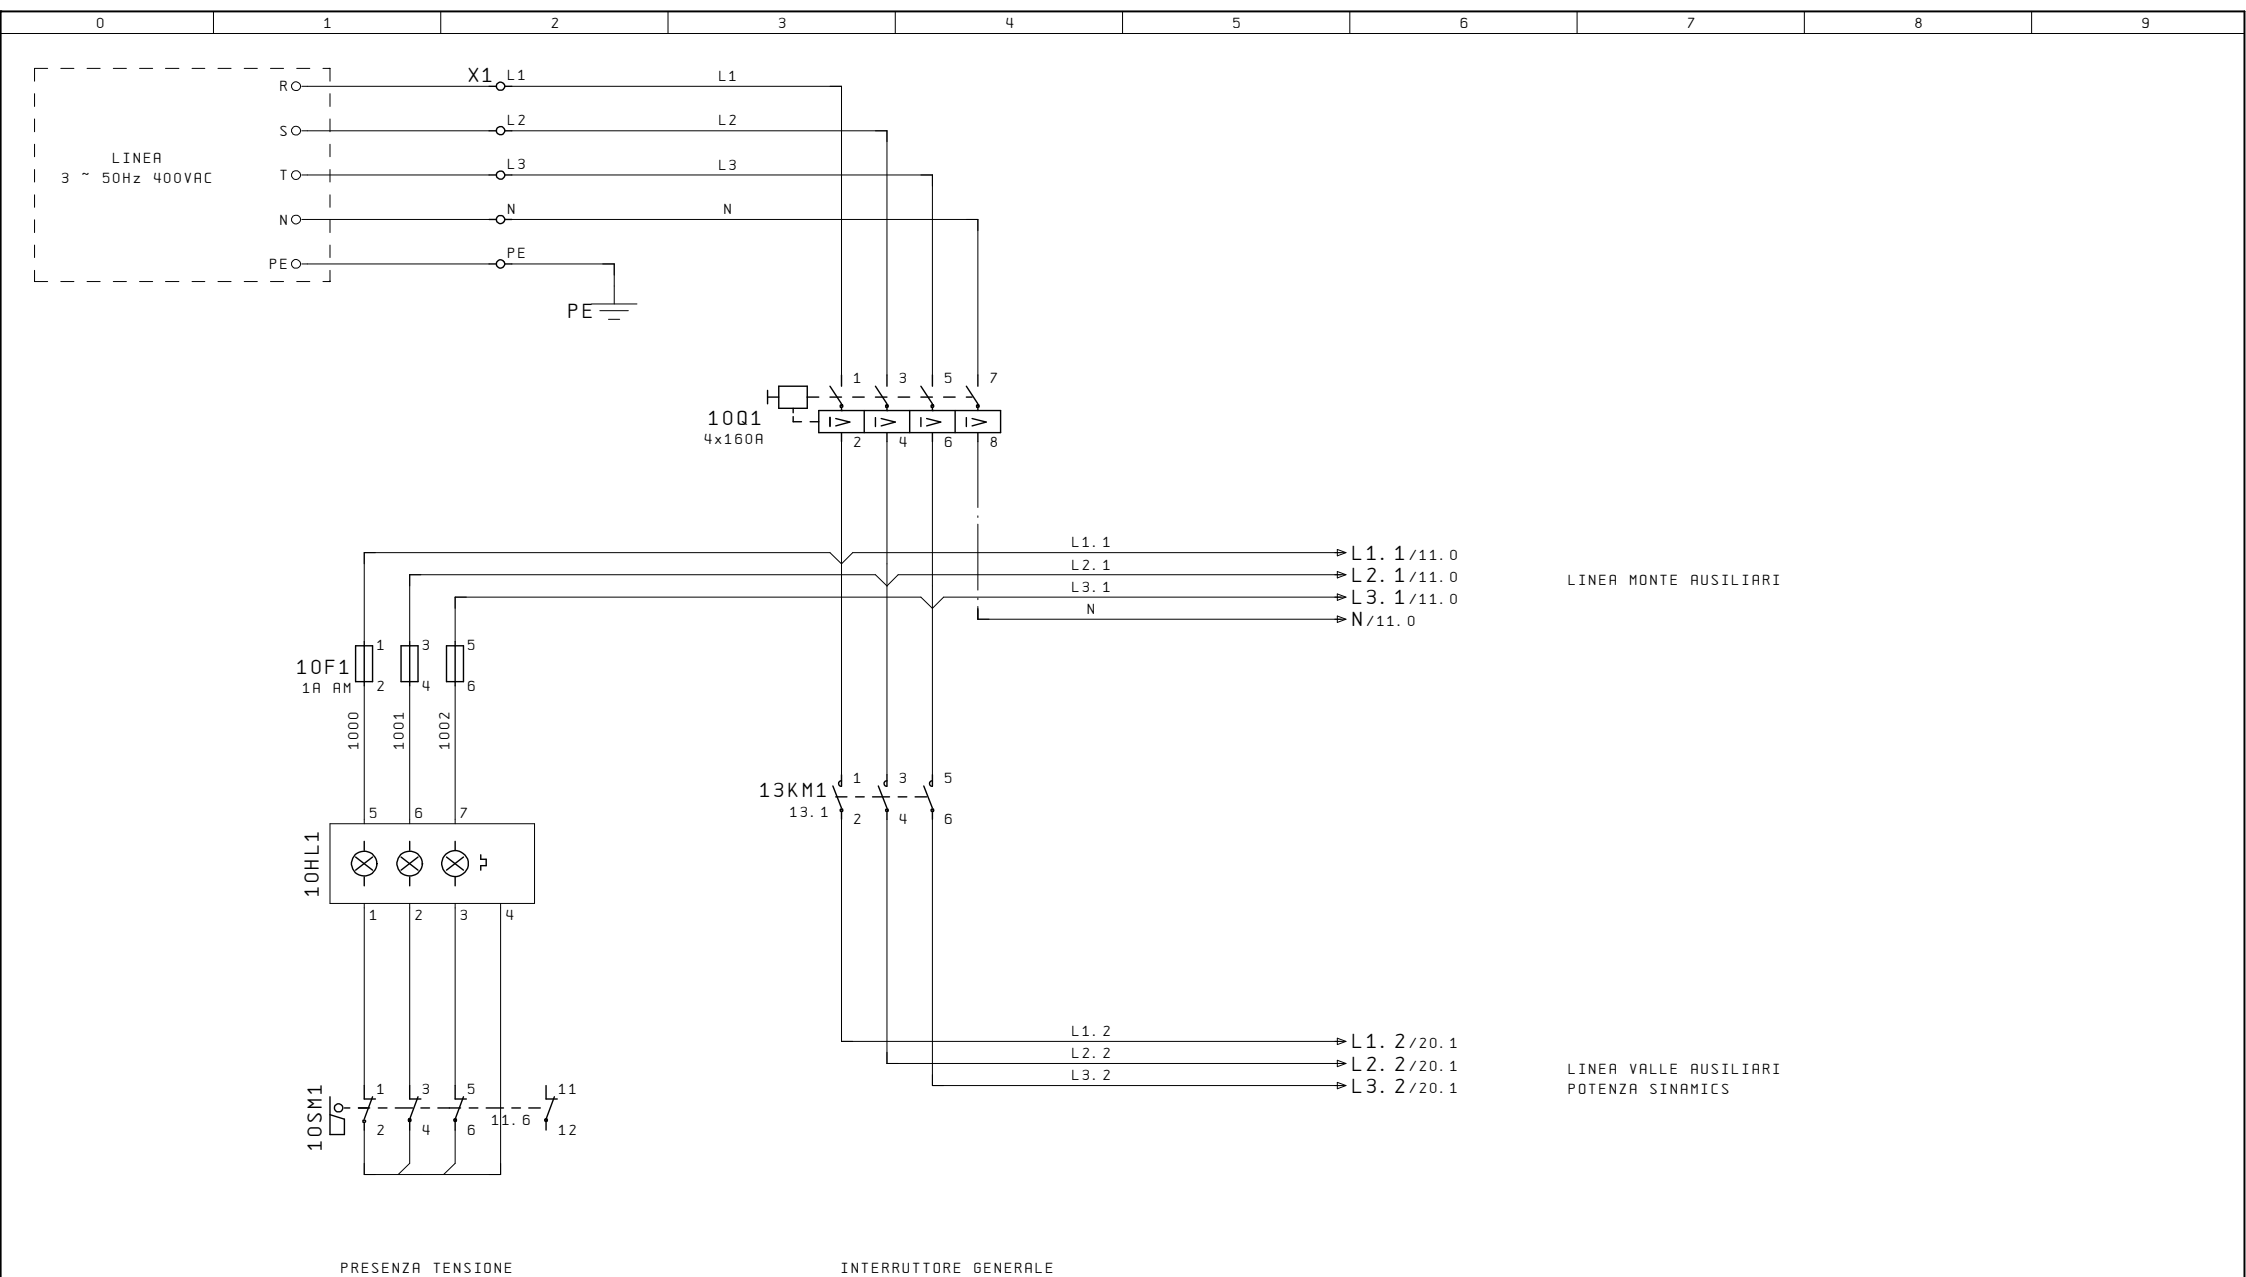 0 1 2 3 4 5 6 7 8 9
R X1 L1 L1
S L2 L2
LINEA
3 ~ 50Hz 400VAC
T L3 L3
N N N
PE PE
PE
1 3 5 7
10Q1
4x160A
2 4 6 8
L1.1 L1.1/11.0
L2.1 L2.1/11.0
LINEA MONTE AUSILIARI
L3.1 L3.1/11.0
N N/11.0
1 3 5
10F1
1A AM
2 4 6
1000 1001 1002
1 3 5
13KM1
13.1
2 4 6
5 6 7
10HL1
1 2 3 4
L1.2 L1.2/20.1
L2.2 L2.2/20.1
L3.2 L3.2/20.1
LINEA VALLE AUSILIARI
POTENZA SINAMICS
1 3 5 11
10SM1
11.6
2 4 6 12
PRESENZA TENSIONE INTERRUTTORE GENERALE